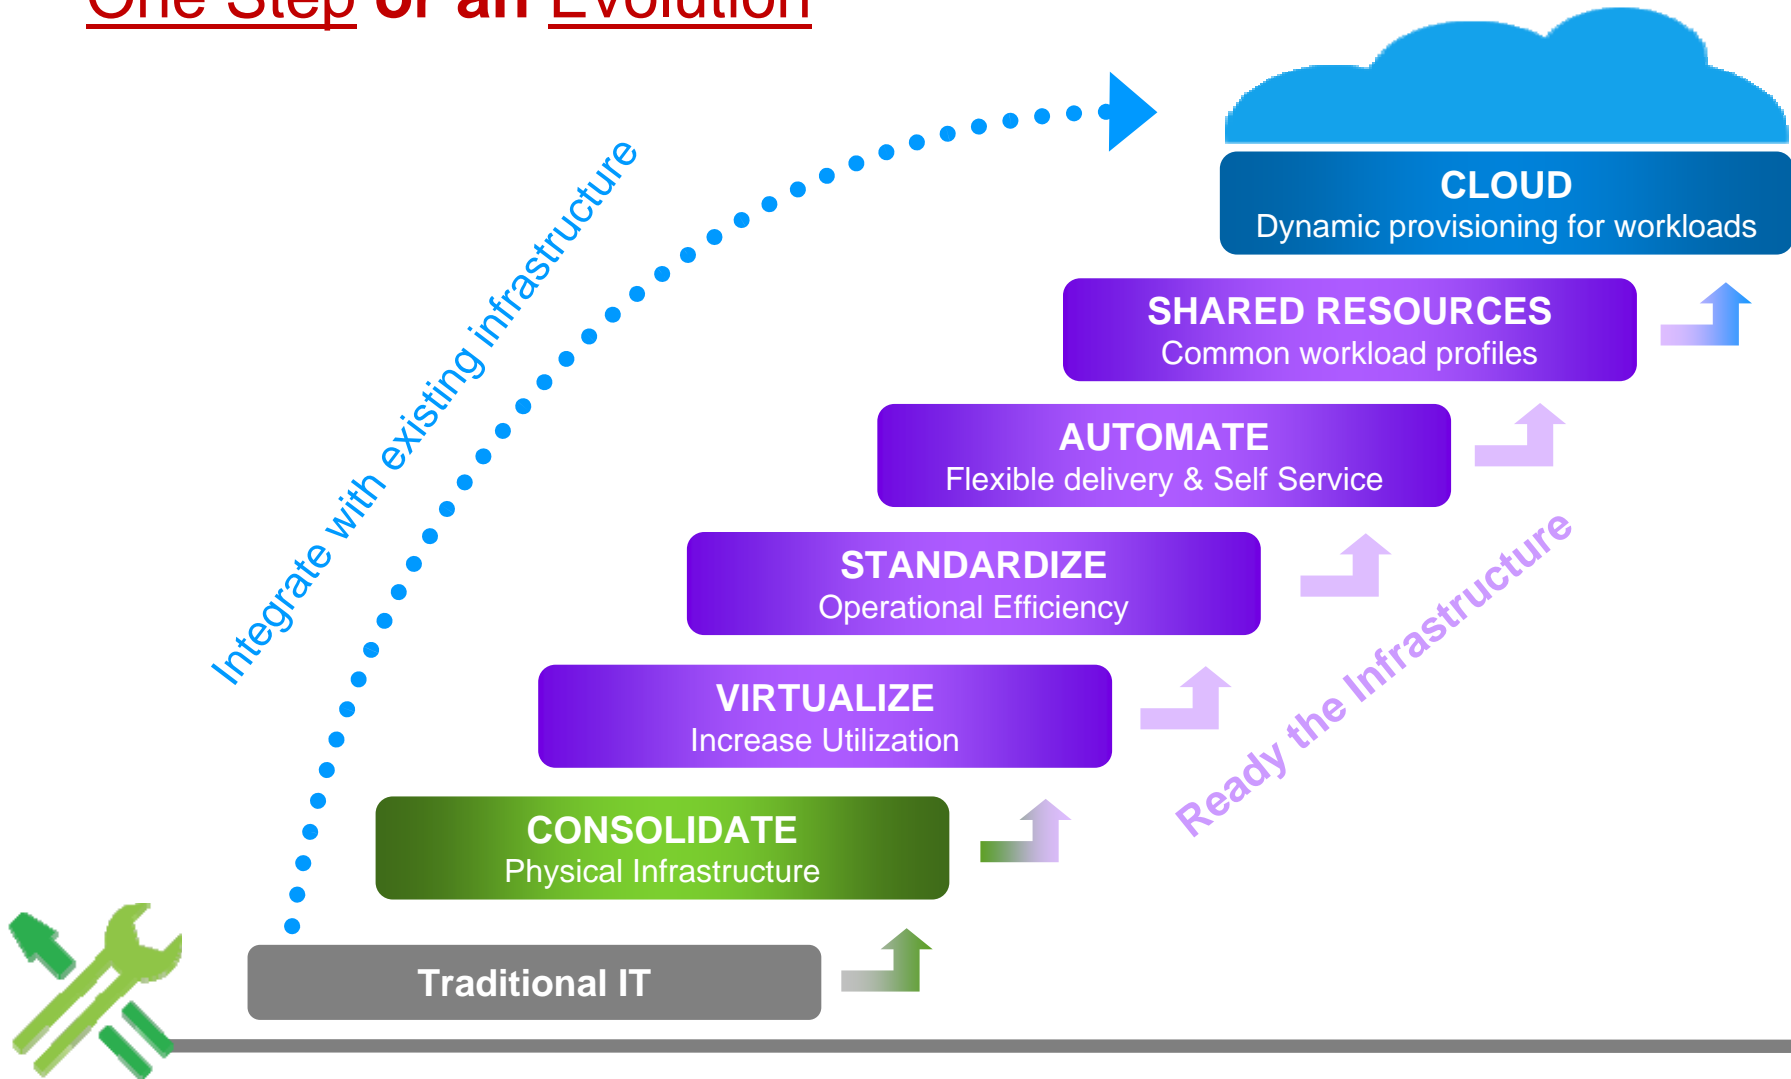 One Step or an Evolution
Integrate with existing infrastructure
CLOUD
Dynamic provisioning for workloads
SHARED RESOURCES
Common workload profiles
AUTOMATE
Flexible delivery & Self Service
STANDARDIZE
Operational Efficiency
VIRTUALIZE
Increase Utilization
Ready the Infrastructure
CONSOLIDATE
Physical Infrastructure
Traditional IT